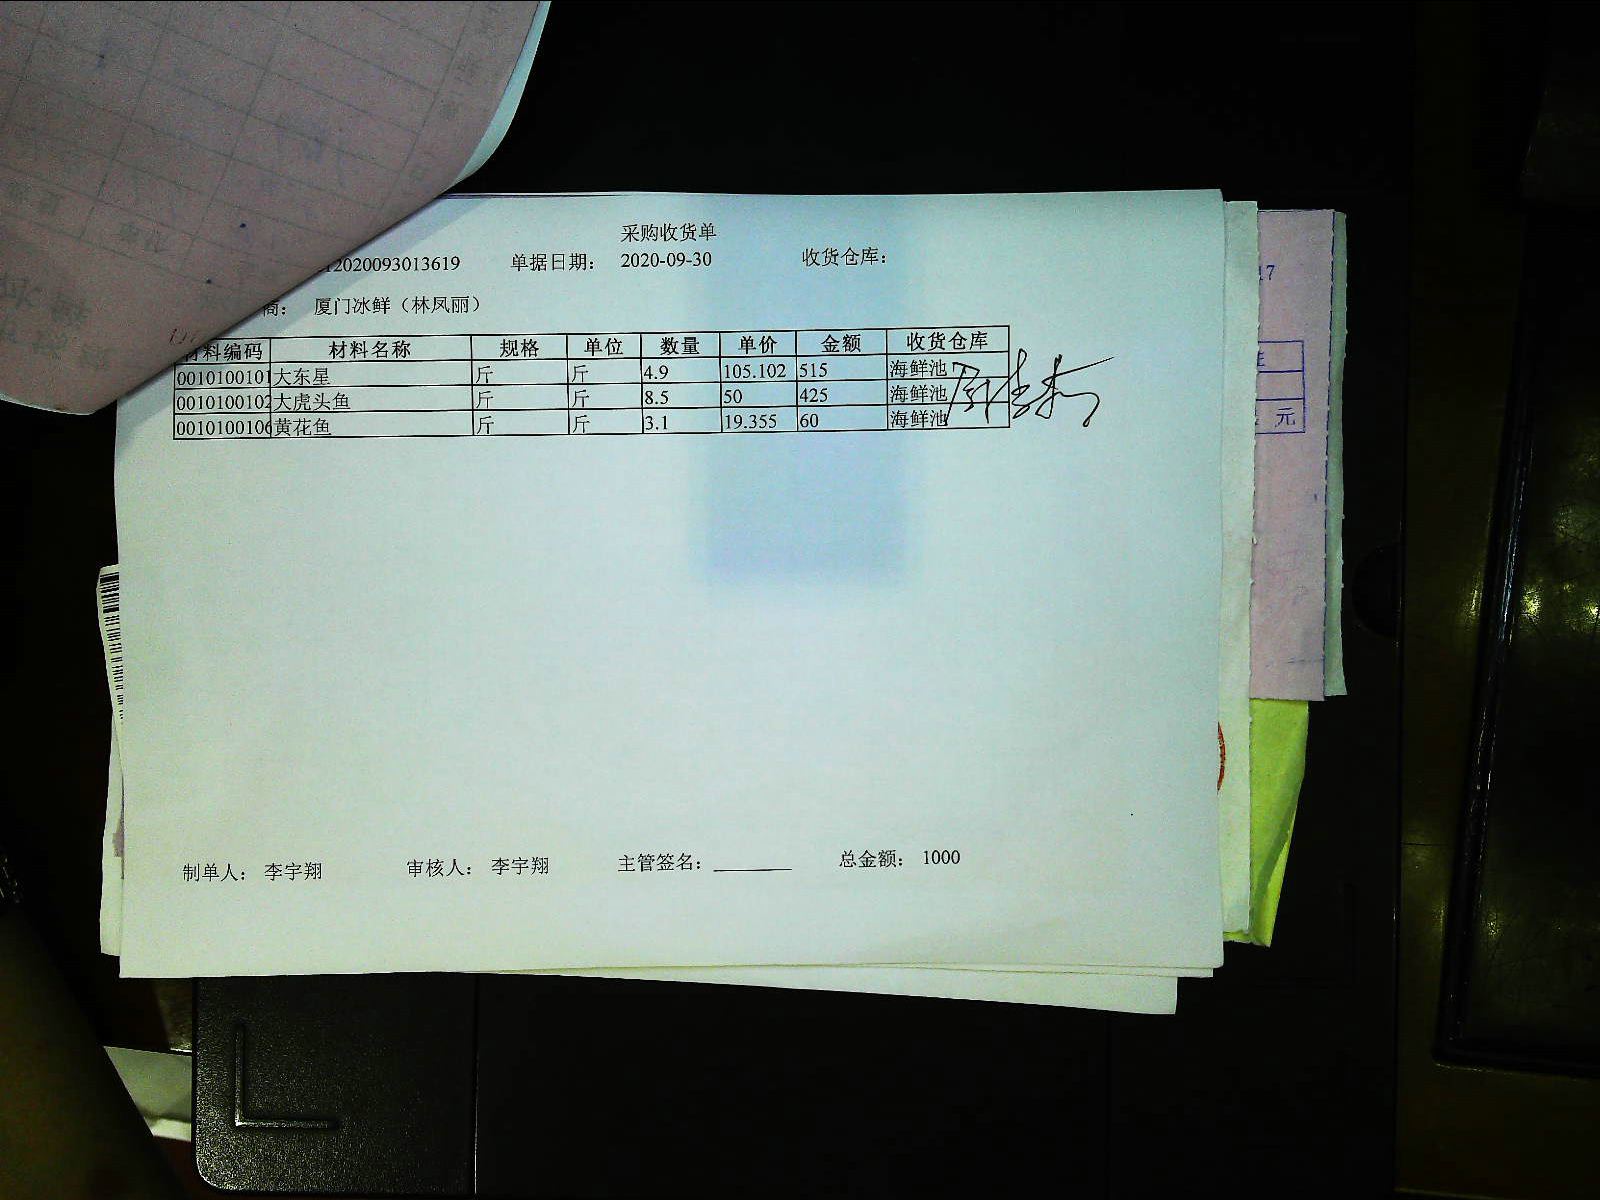 采购收货单
2020093013619 单据日期: 2020-09-30 收货仓库:
商: 厦门冰鲜（林凤丽）
材料编码 材料名称 规格 单位 数量 单价 金额 收货仓库
0010100101 大东星 斤 斤 4.9 105.102 515 海鲜池
0010100102 大虎头鱼 斤 斤 8.5 50 425 海鲜池
0010100106 黄花鱼 斤 斤 3.1 19.355 60 海鲜池
制单人: 李宇翔 审核人: 李宇翔 主管签名: 总金额: 1000
17
元